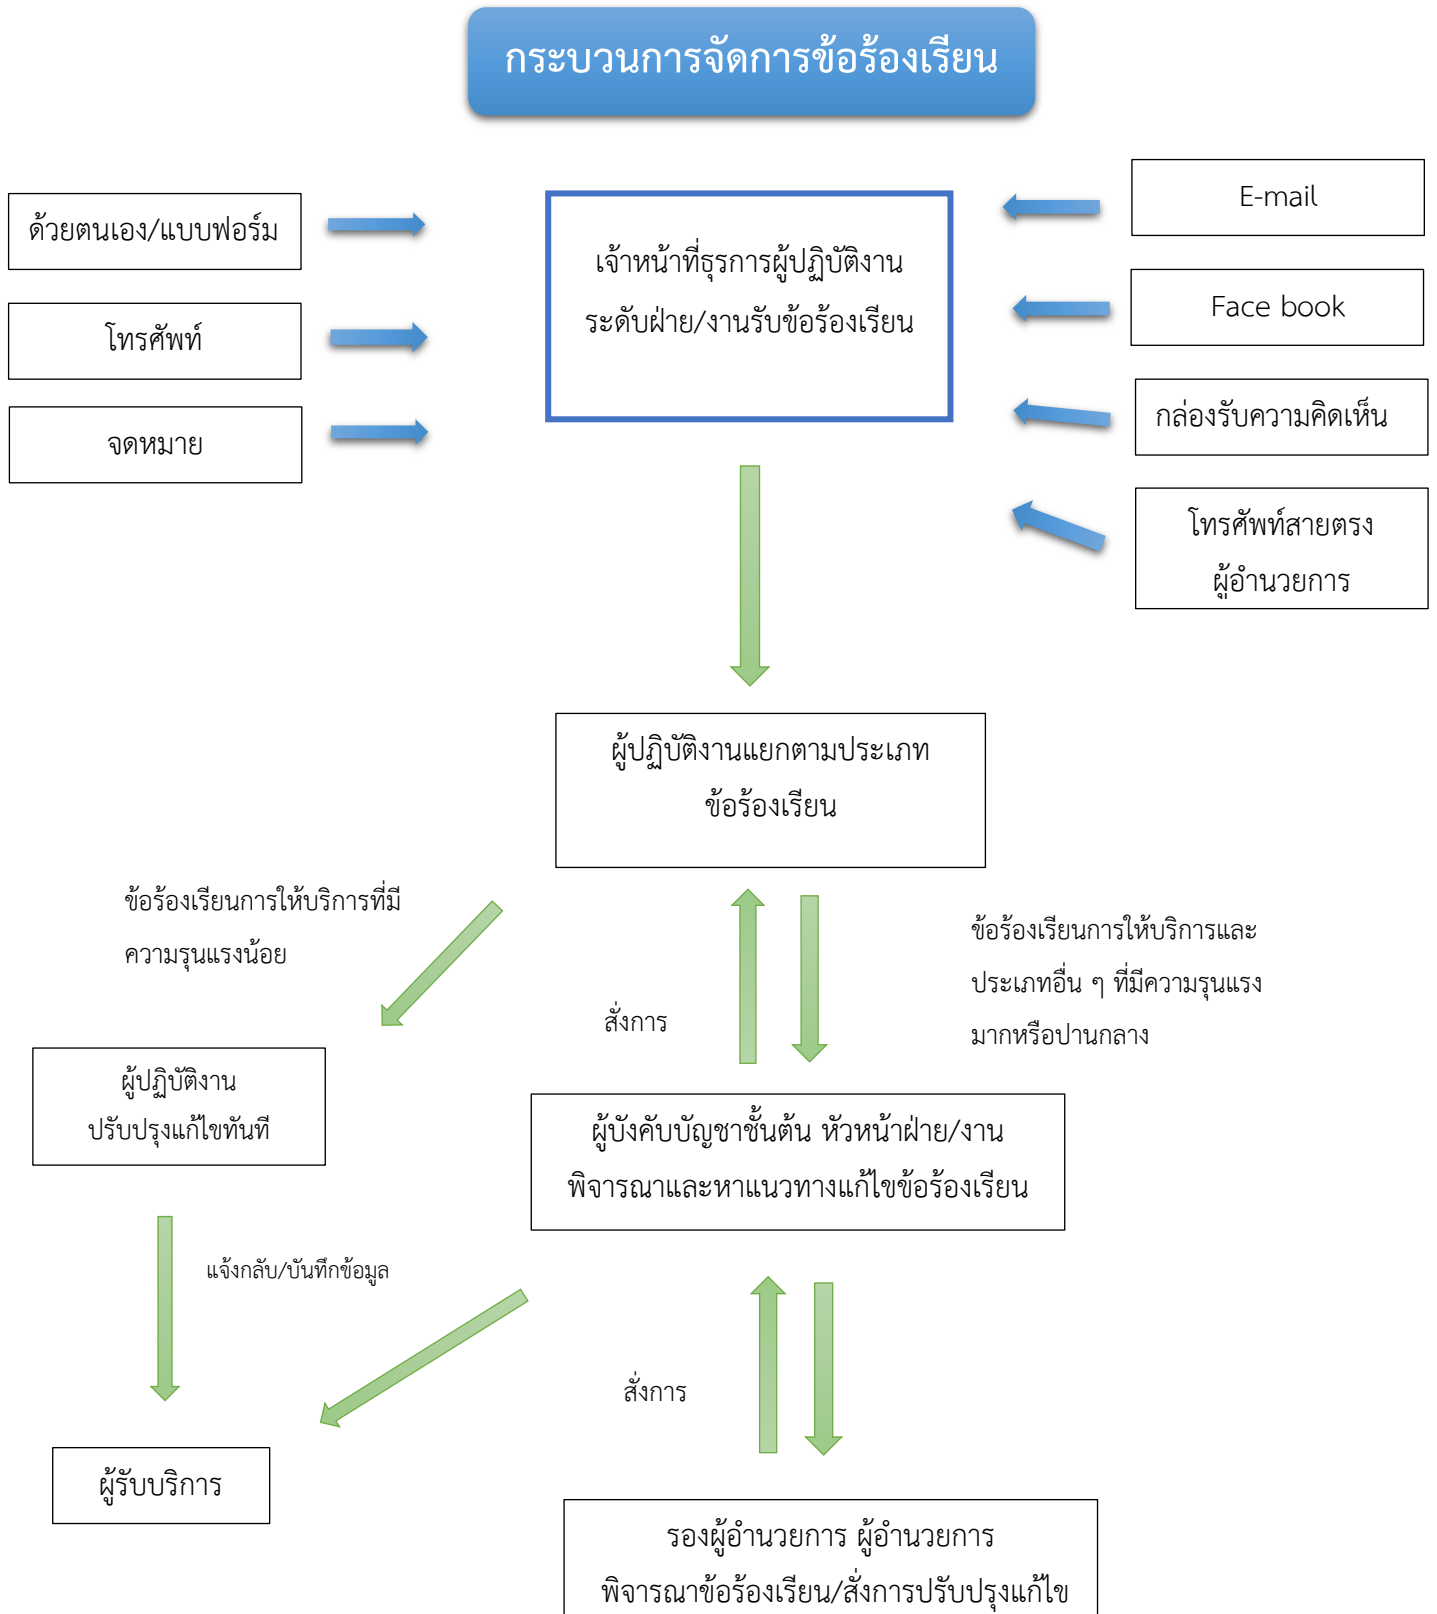 กระบวนการจัดการข้อร้องเรียน
ด้วยตนเอง/แบบฟอร์ม
โทรศัพท์
จดหมาย
เจ้าหน้าที่ธุรการผู้ปฏิบัติงาน
ระดับฝ่าย/งานรับข้อร้องเรียน
E-mail
Face book
กล่องรับความคิดเห็น
โทรศัพท์สายตรง
ผู้อำนวยการ
ผู้ปฏิบัติงานแยกตามประเภท
ข้อร้องเรียน
ข้อร้องเรียนการให้บริการที่มี
ความรุนแรงน้อย
สั่งการ
ข้อร้องเรียนการให้บริการและ
ประเภทอื่น ๆ ที่มีความรุนแรง
มากหรือปานกลาง
ผู้ปฏิบัติงาน
ปรับปรุงแก้ไขทันที
ผู้บังคับบัญชาชั้นต้น หัวหน้าฝ่าย/งาน
พิจารณาและหาแนวทางแก้ไขข้อร้องเรียน
แจ้งกลับ/บันทึกข้อมูล
สั่งการ
ผู้รับบริการ
รองผู้อำนวยการ ผู้อำนวยการ
พิจารณาข้อร้องเรียน/สั่งการปรับปรุงแก้ไข